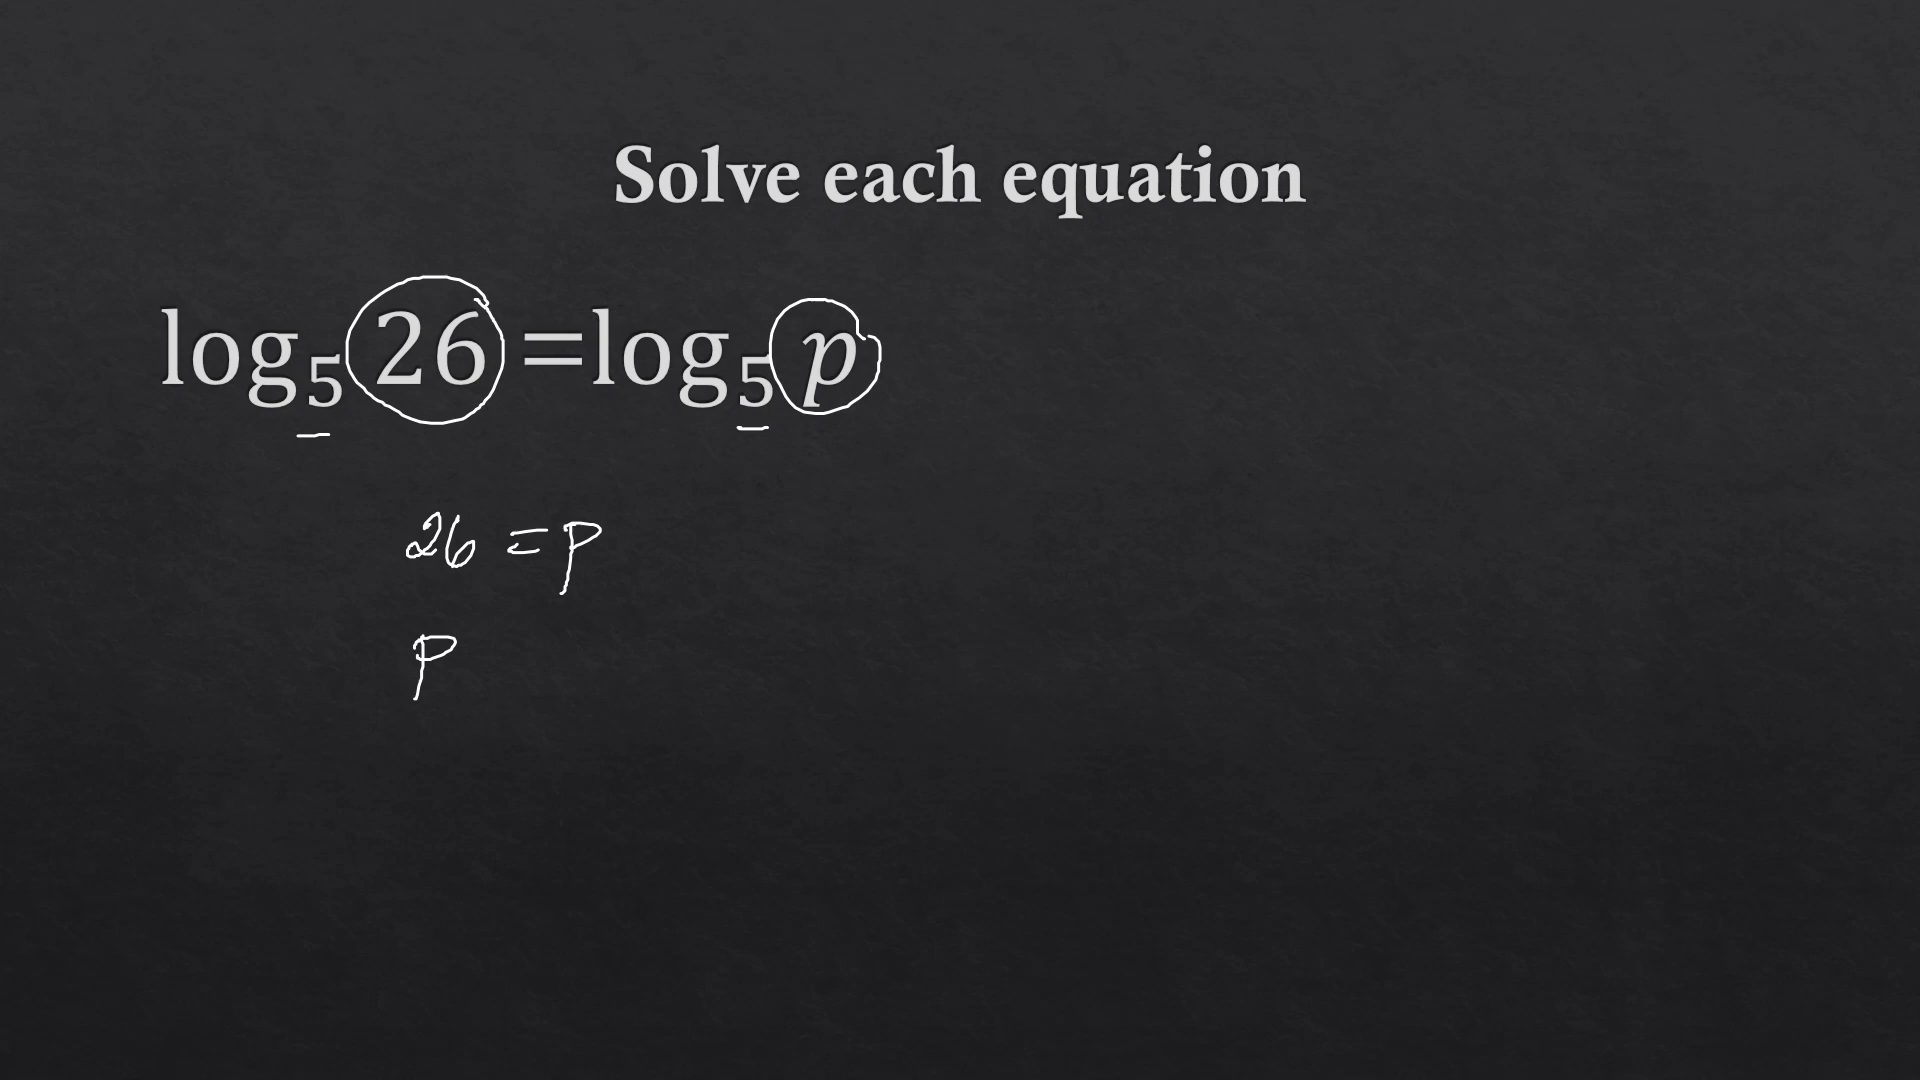 Solve each equation
log₅ 26 =log₅ p
26 = p
p